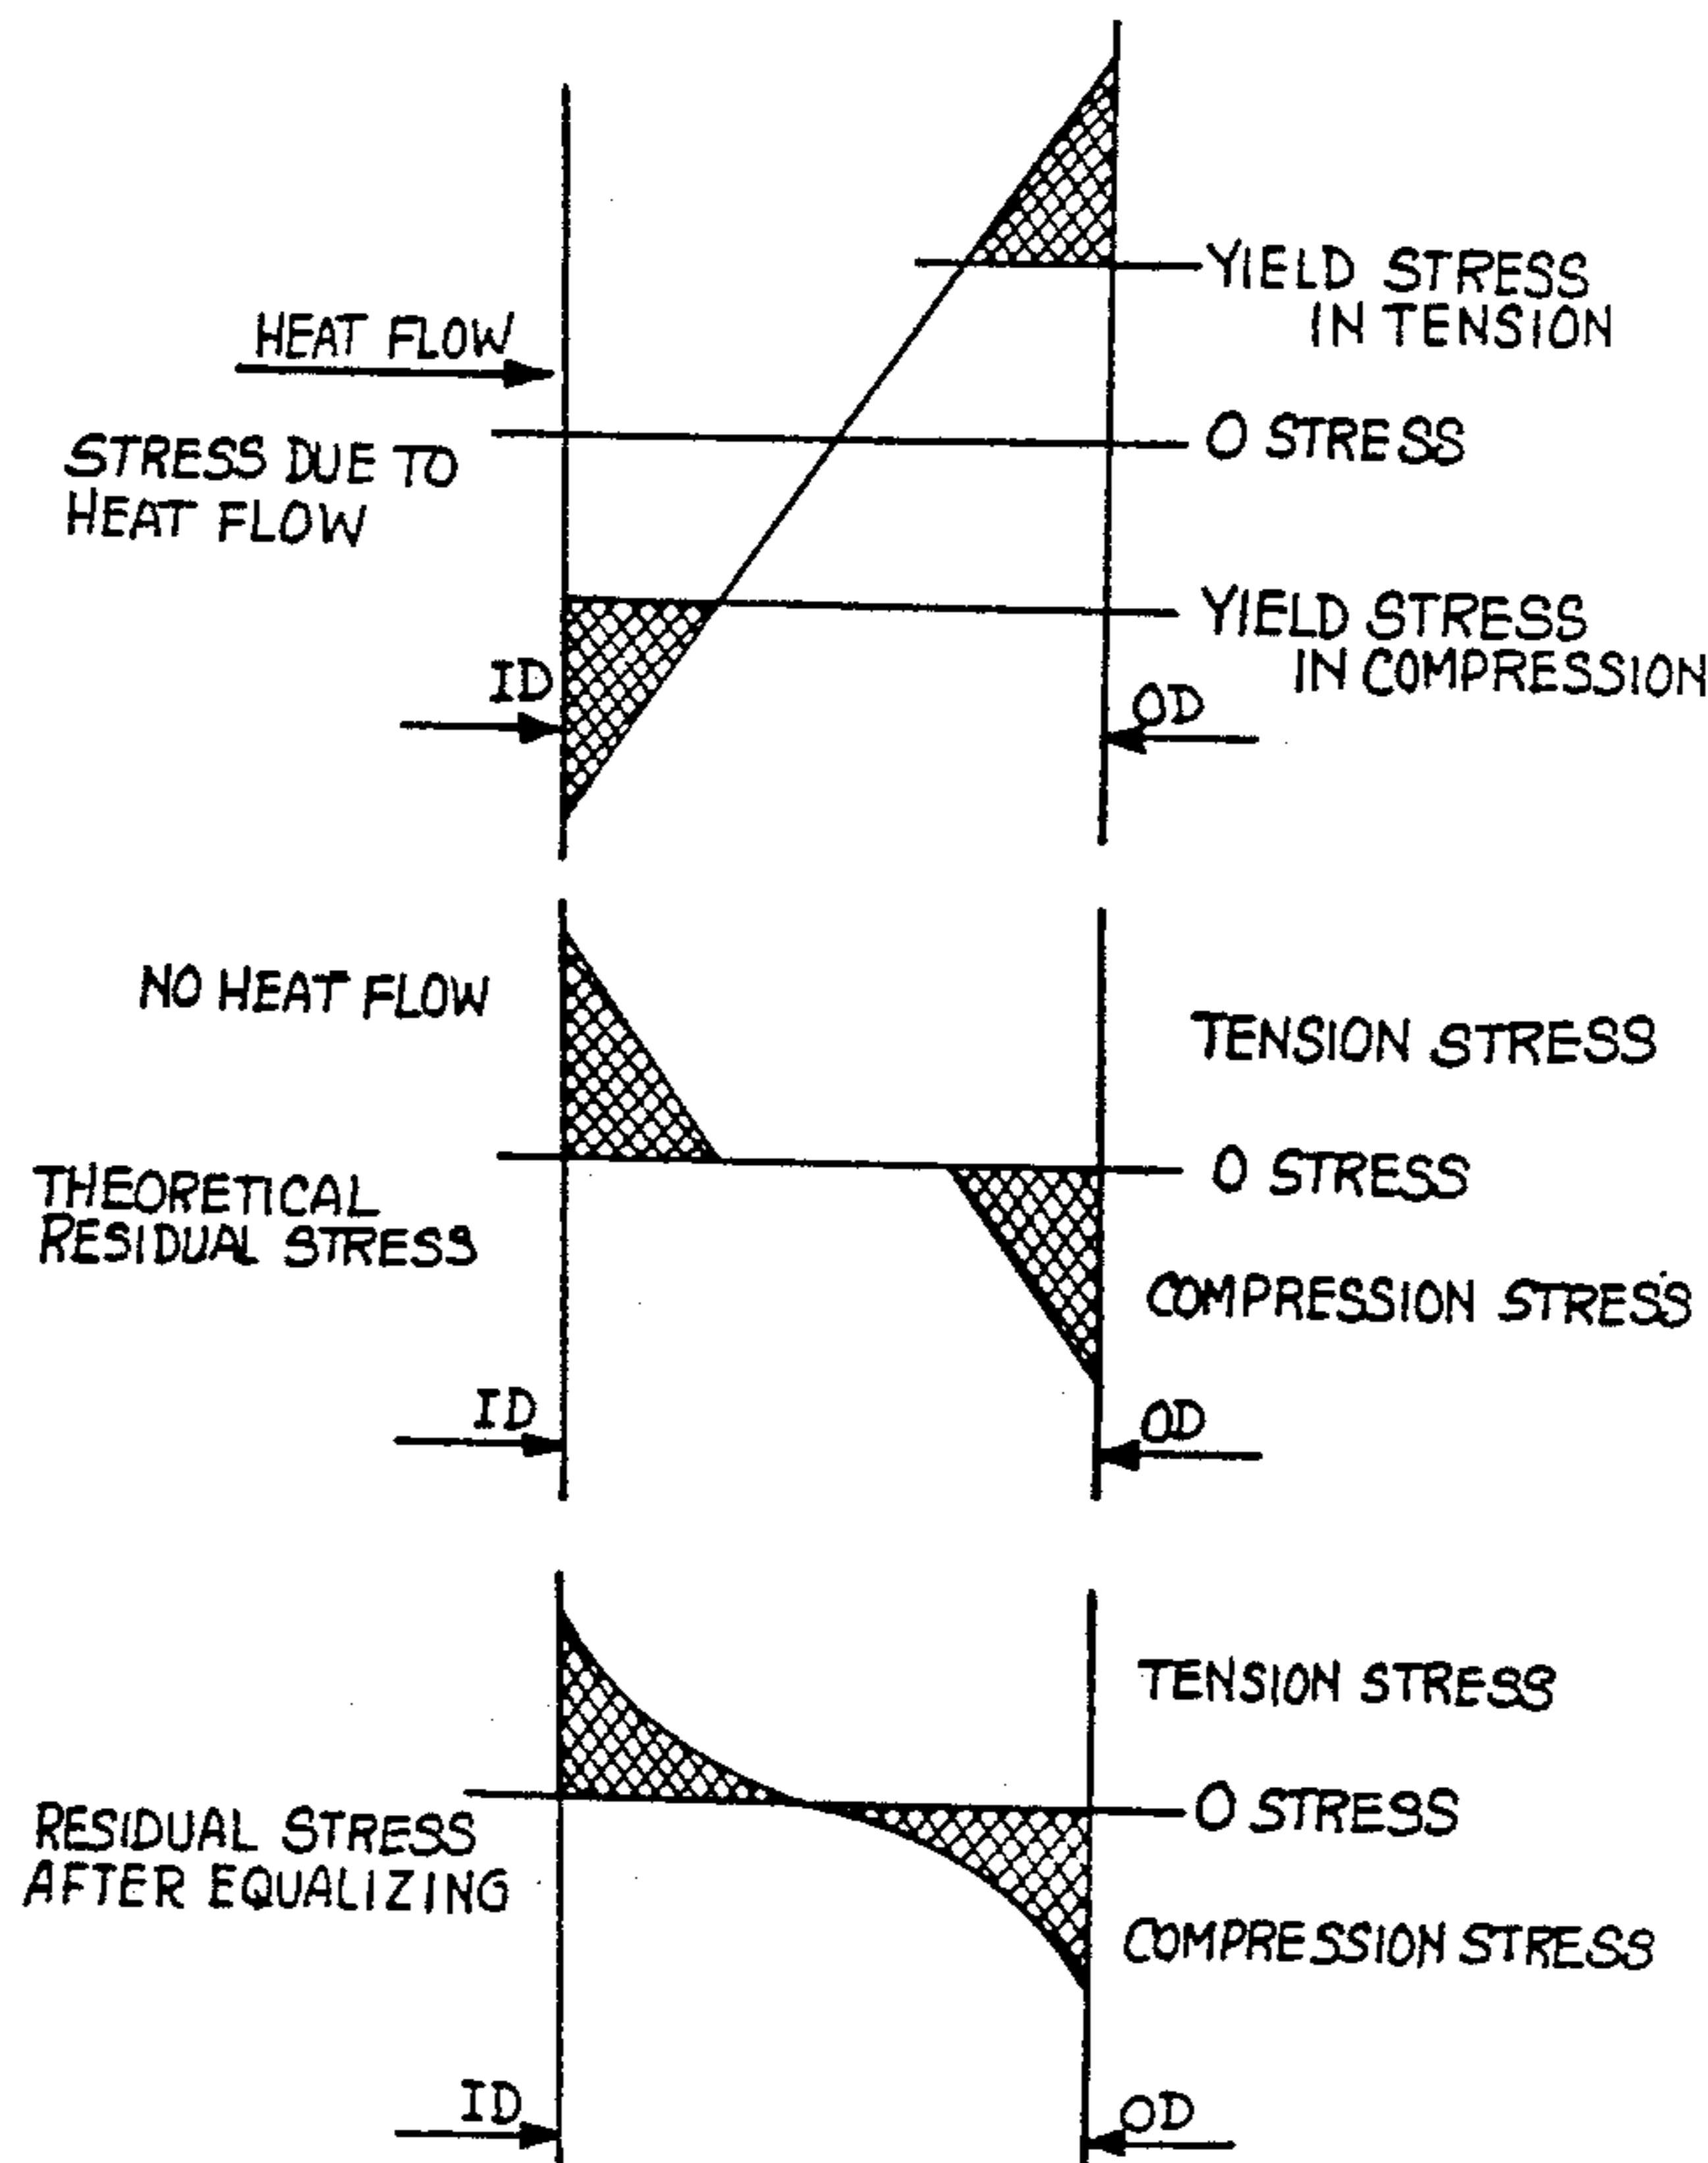 HEAT FLOW
STRESS DUE TO
HEAT FLOW
YIELD STRESS
IN TENSION
0 STRESS
YIELD STRESS
IN COMPRESSION
ID
OD
NO HEAT FLOW
TENSION STRESS
0 STRESS
THEORETICAL
RESIDUAL STRESS
COMPRESSION STRESS
ID
OD
TENSION STRESS
0 STRESS
RESIDUAL STRESS
AFTER EQUALIZING
COMPRESSION STRESS
ID
OD